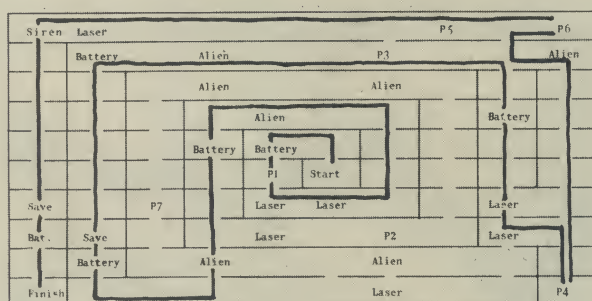 P5 P6
Siren Laser
Battery Alien P3 Alien
Alien Alien
Alien Battery
Battery Battery
P1 Start
Save P7 Laser Laser Laser
Bat. Save Laser P2 Laser
Battery Alien Alien
Finish Laser P4